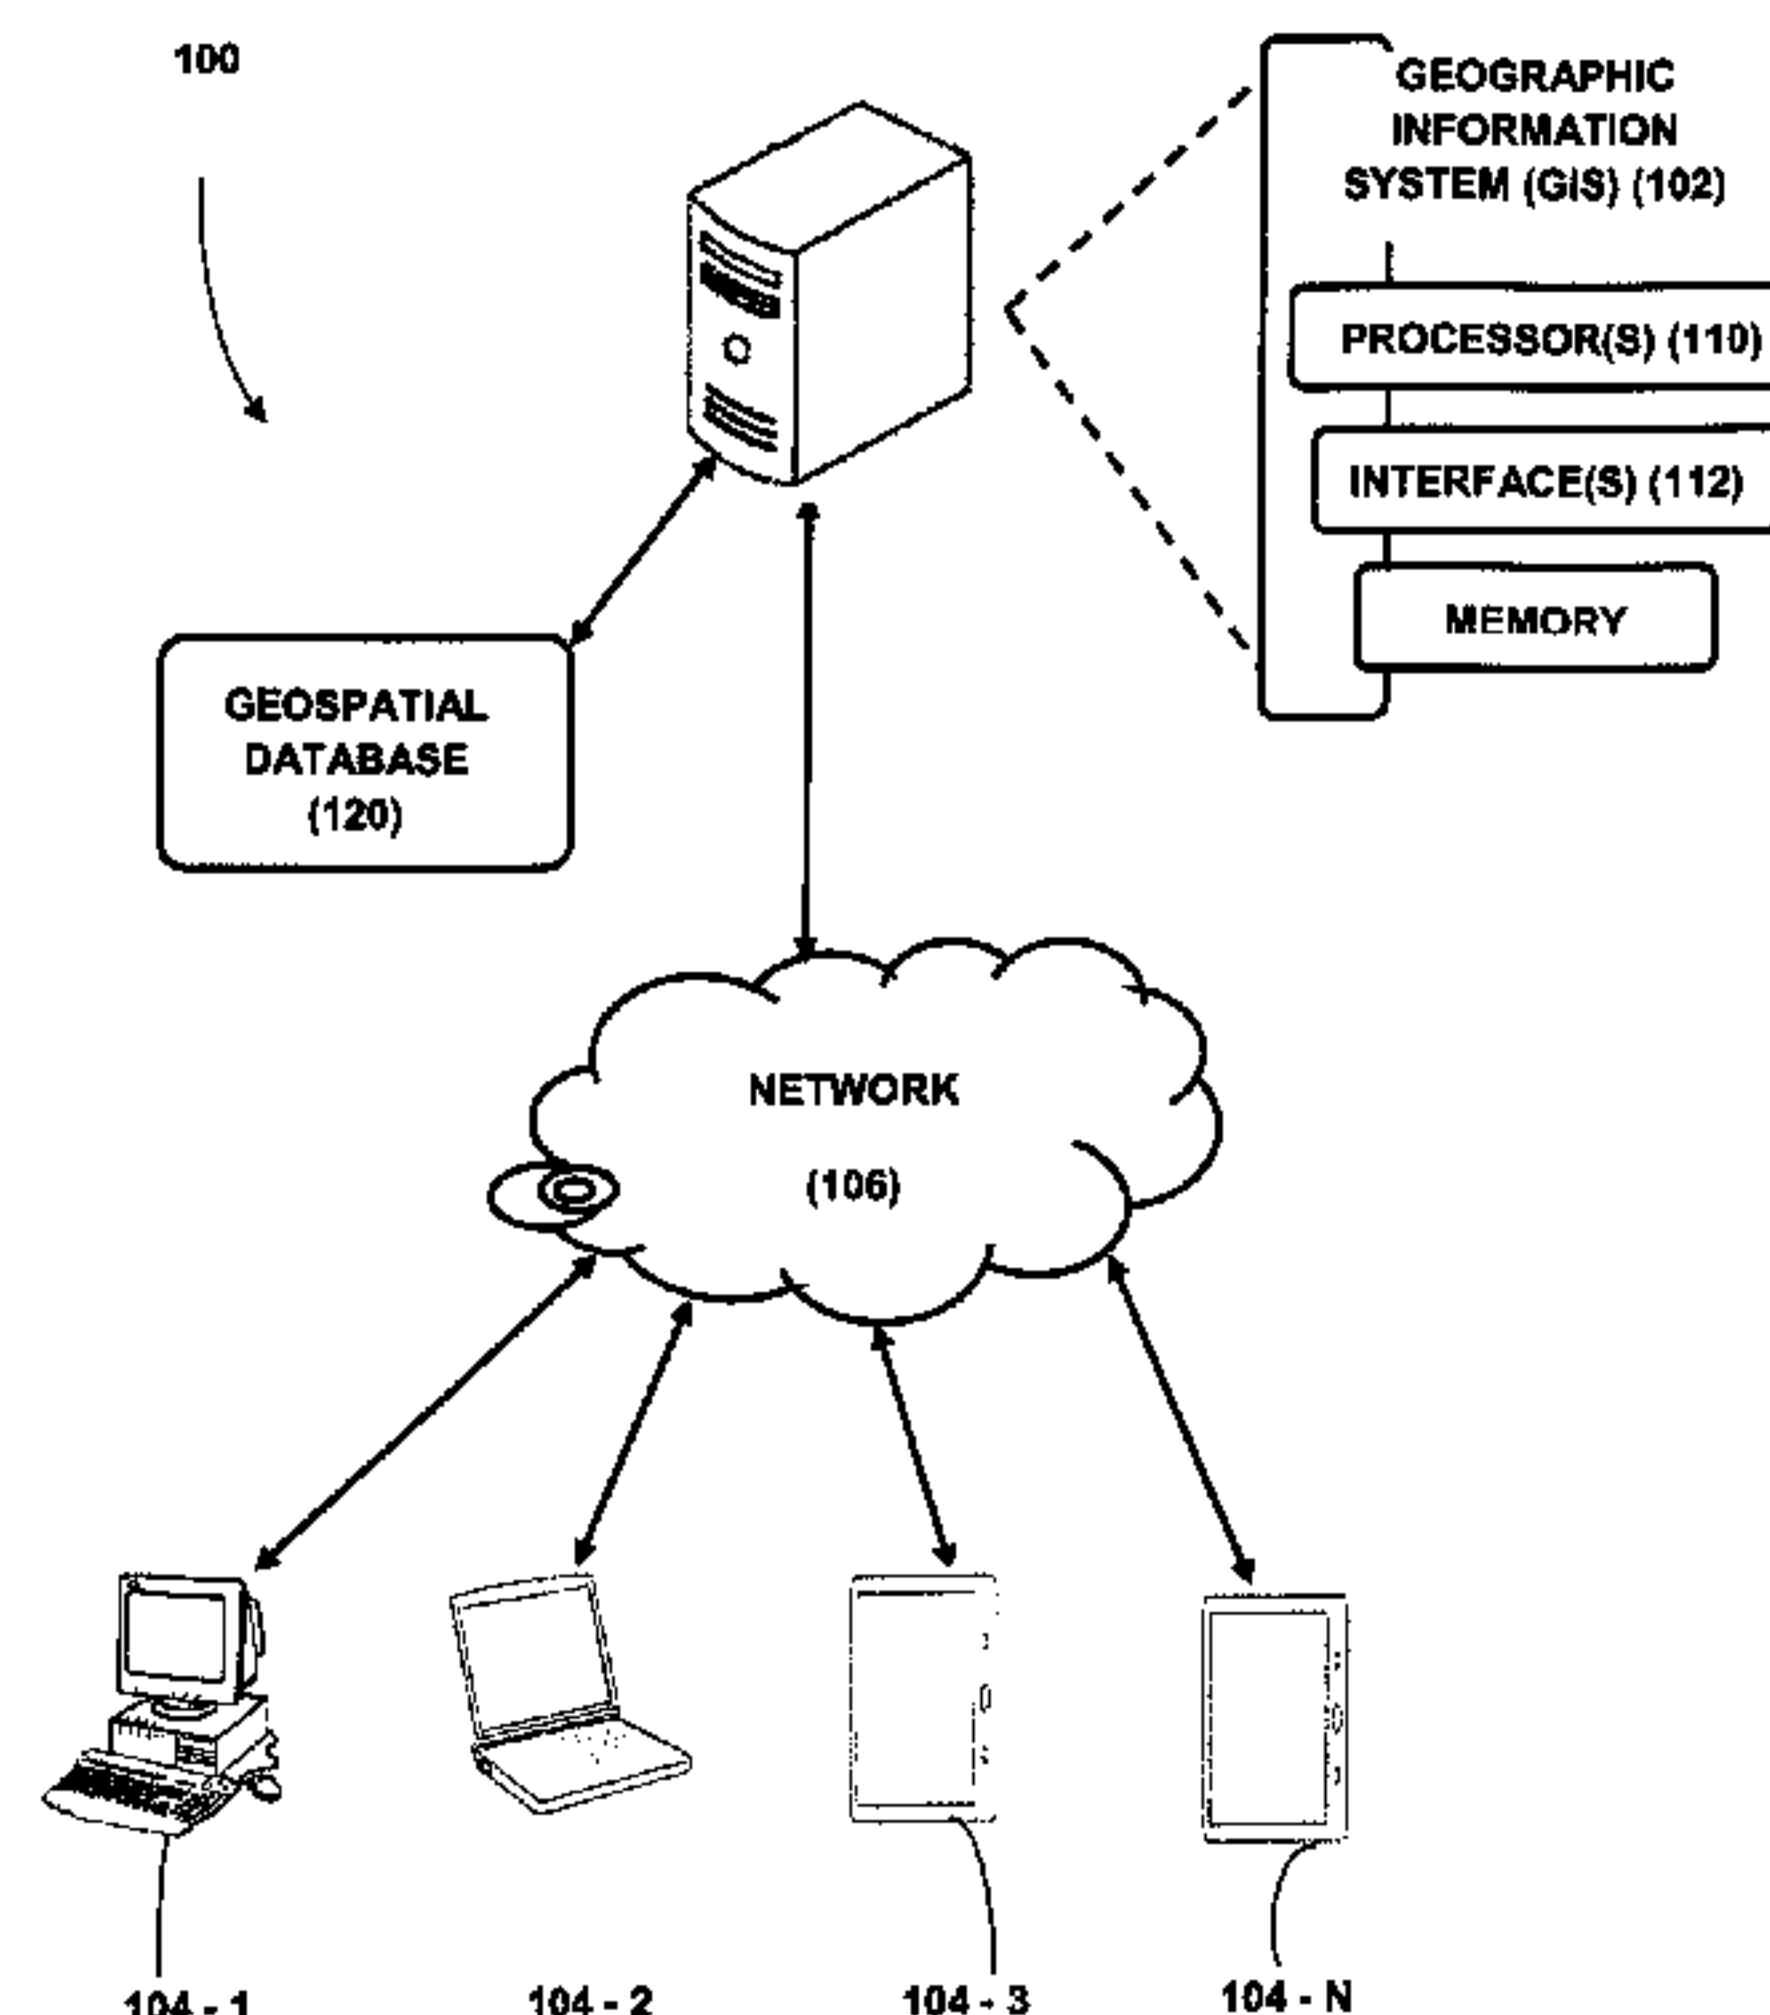 100
GEOGRAPHIC
INFORMATION
SYSTEM (GIS) (102)
PROCESSOR(S) (110)
INTERFACE(S) (112)
MEMORY
GEOSPATIAL
DATABASE
(120)
NETWORK
(106)
104 - 1
104 - 2
104 - 3
104 - N